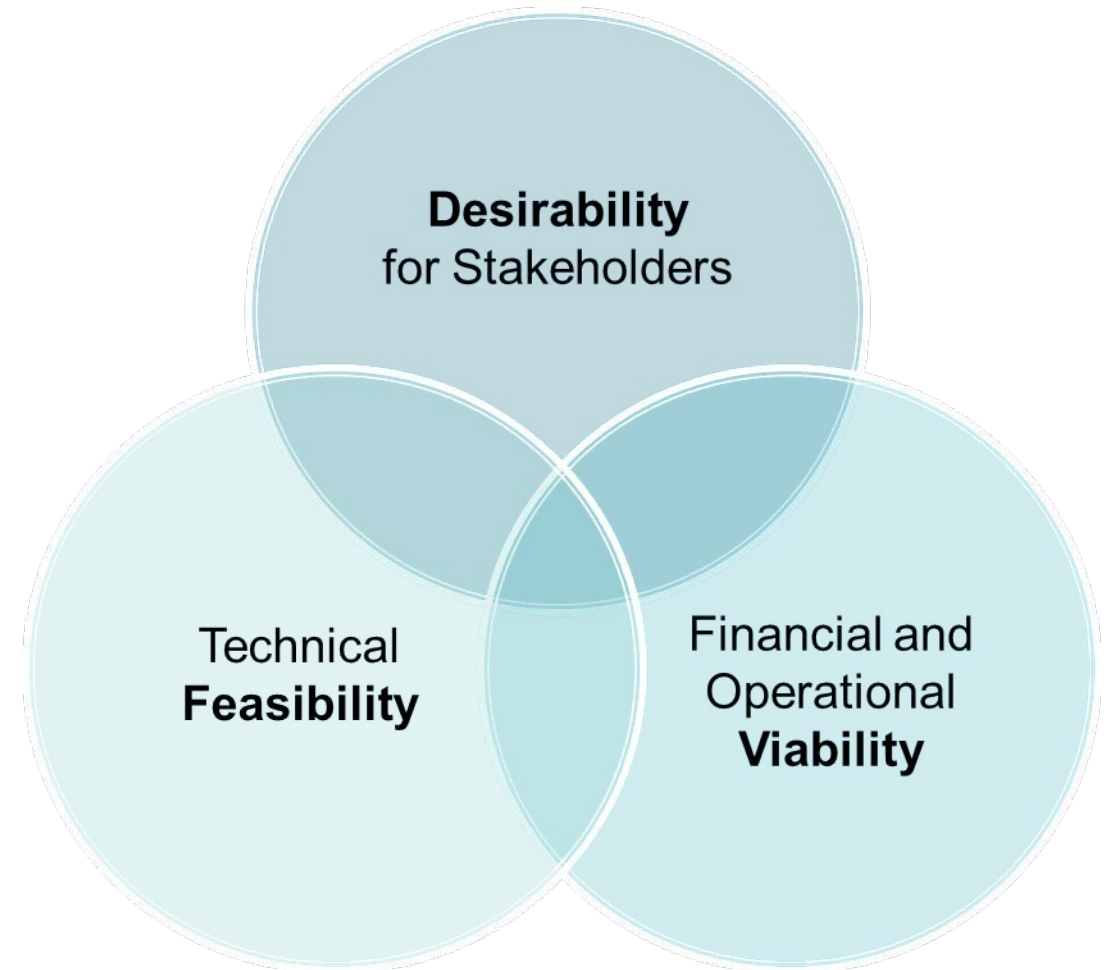 Desirability
for Stakeholders
Technical
Feasibility
Financial and
Operational
Viability